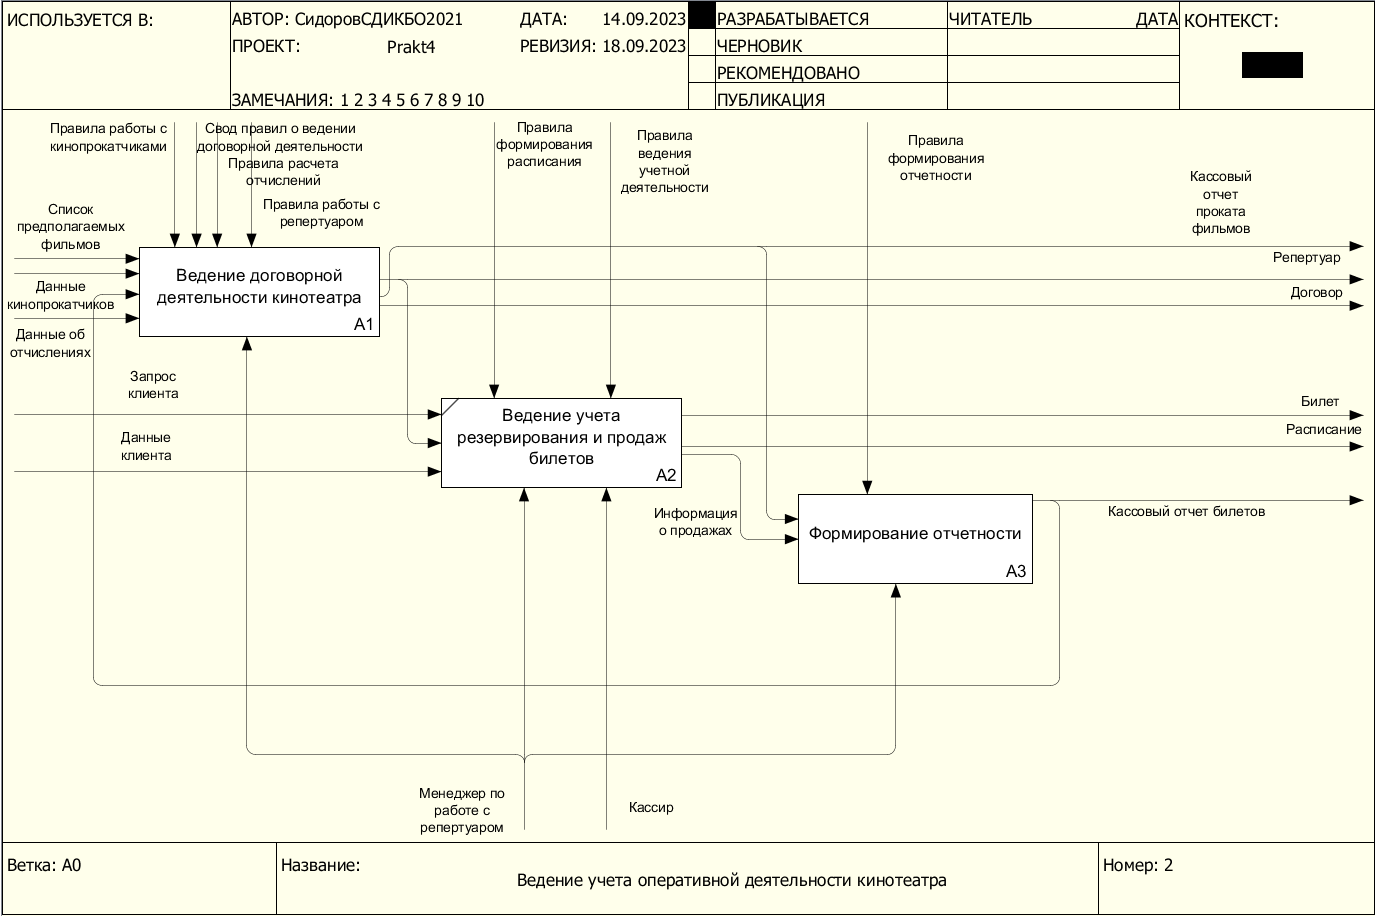 ИСПОЛЬЗУЕТСЯ В:
АВТОР: СидоровСДИКБО2021
ДАТА: 14.09.2023
ПРОЕКТ: Prakt4
РЕВИЗИЯ: 18.09.2023
ЗАМЕЧАНИЯ: 1 2 3 4 5 6 7 8 9 10
РАЗРАБАТЫВАЕТСЯ
ЧЕРНОВИК
РЕКОМЕНДОВАНО
ПУБЛИКАЦИЯ
ЧИТАТЕЛЬ
ДАТА
КОНТЕКСТ:
Правила работы с
кинопрокатчиками
Свод правил о ведении
договорной деятельности
Правила расчета
отчислений
Правила работы с
репертуаром
Правила
формирования
расписания
Правила
ведения
учетной
деятельности
Правила
формирования
отчетности
Кассовый
отчет
проката
фильмов
Список
предполагаемых
фильмов
Данные
кинопрокатчиков
Данные об
отчислениях
Ведение договорной
деятельности кинотеатра
A1
Репертуар
Договор
Запрос
клиента
Данные
клиента
Ведение учета
резервирования и продаж
билетов
A2
Билет
Расписание
Информация
о продажах
Формирование отчетности
A3
Кассовый отчет билетов
Менеджер по
работе с
репертуаром
Кассир
Ветка: A0
Название:
Ведение учета оперативной деятельности кинотеатра
Номер: 2